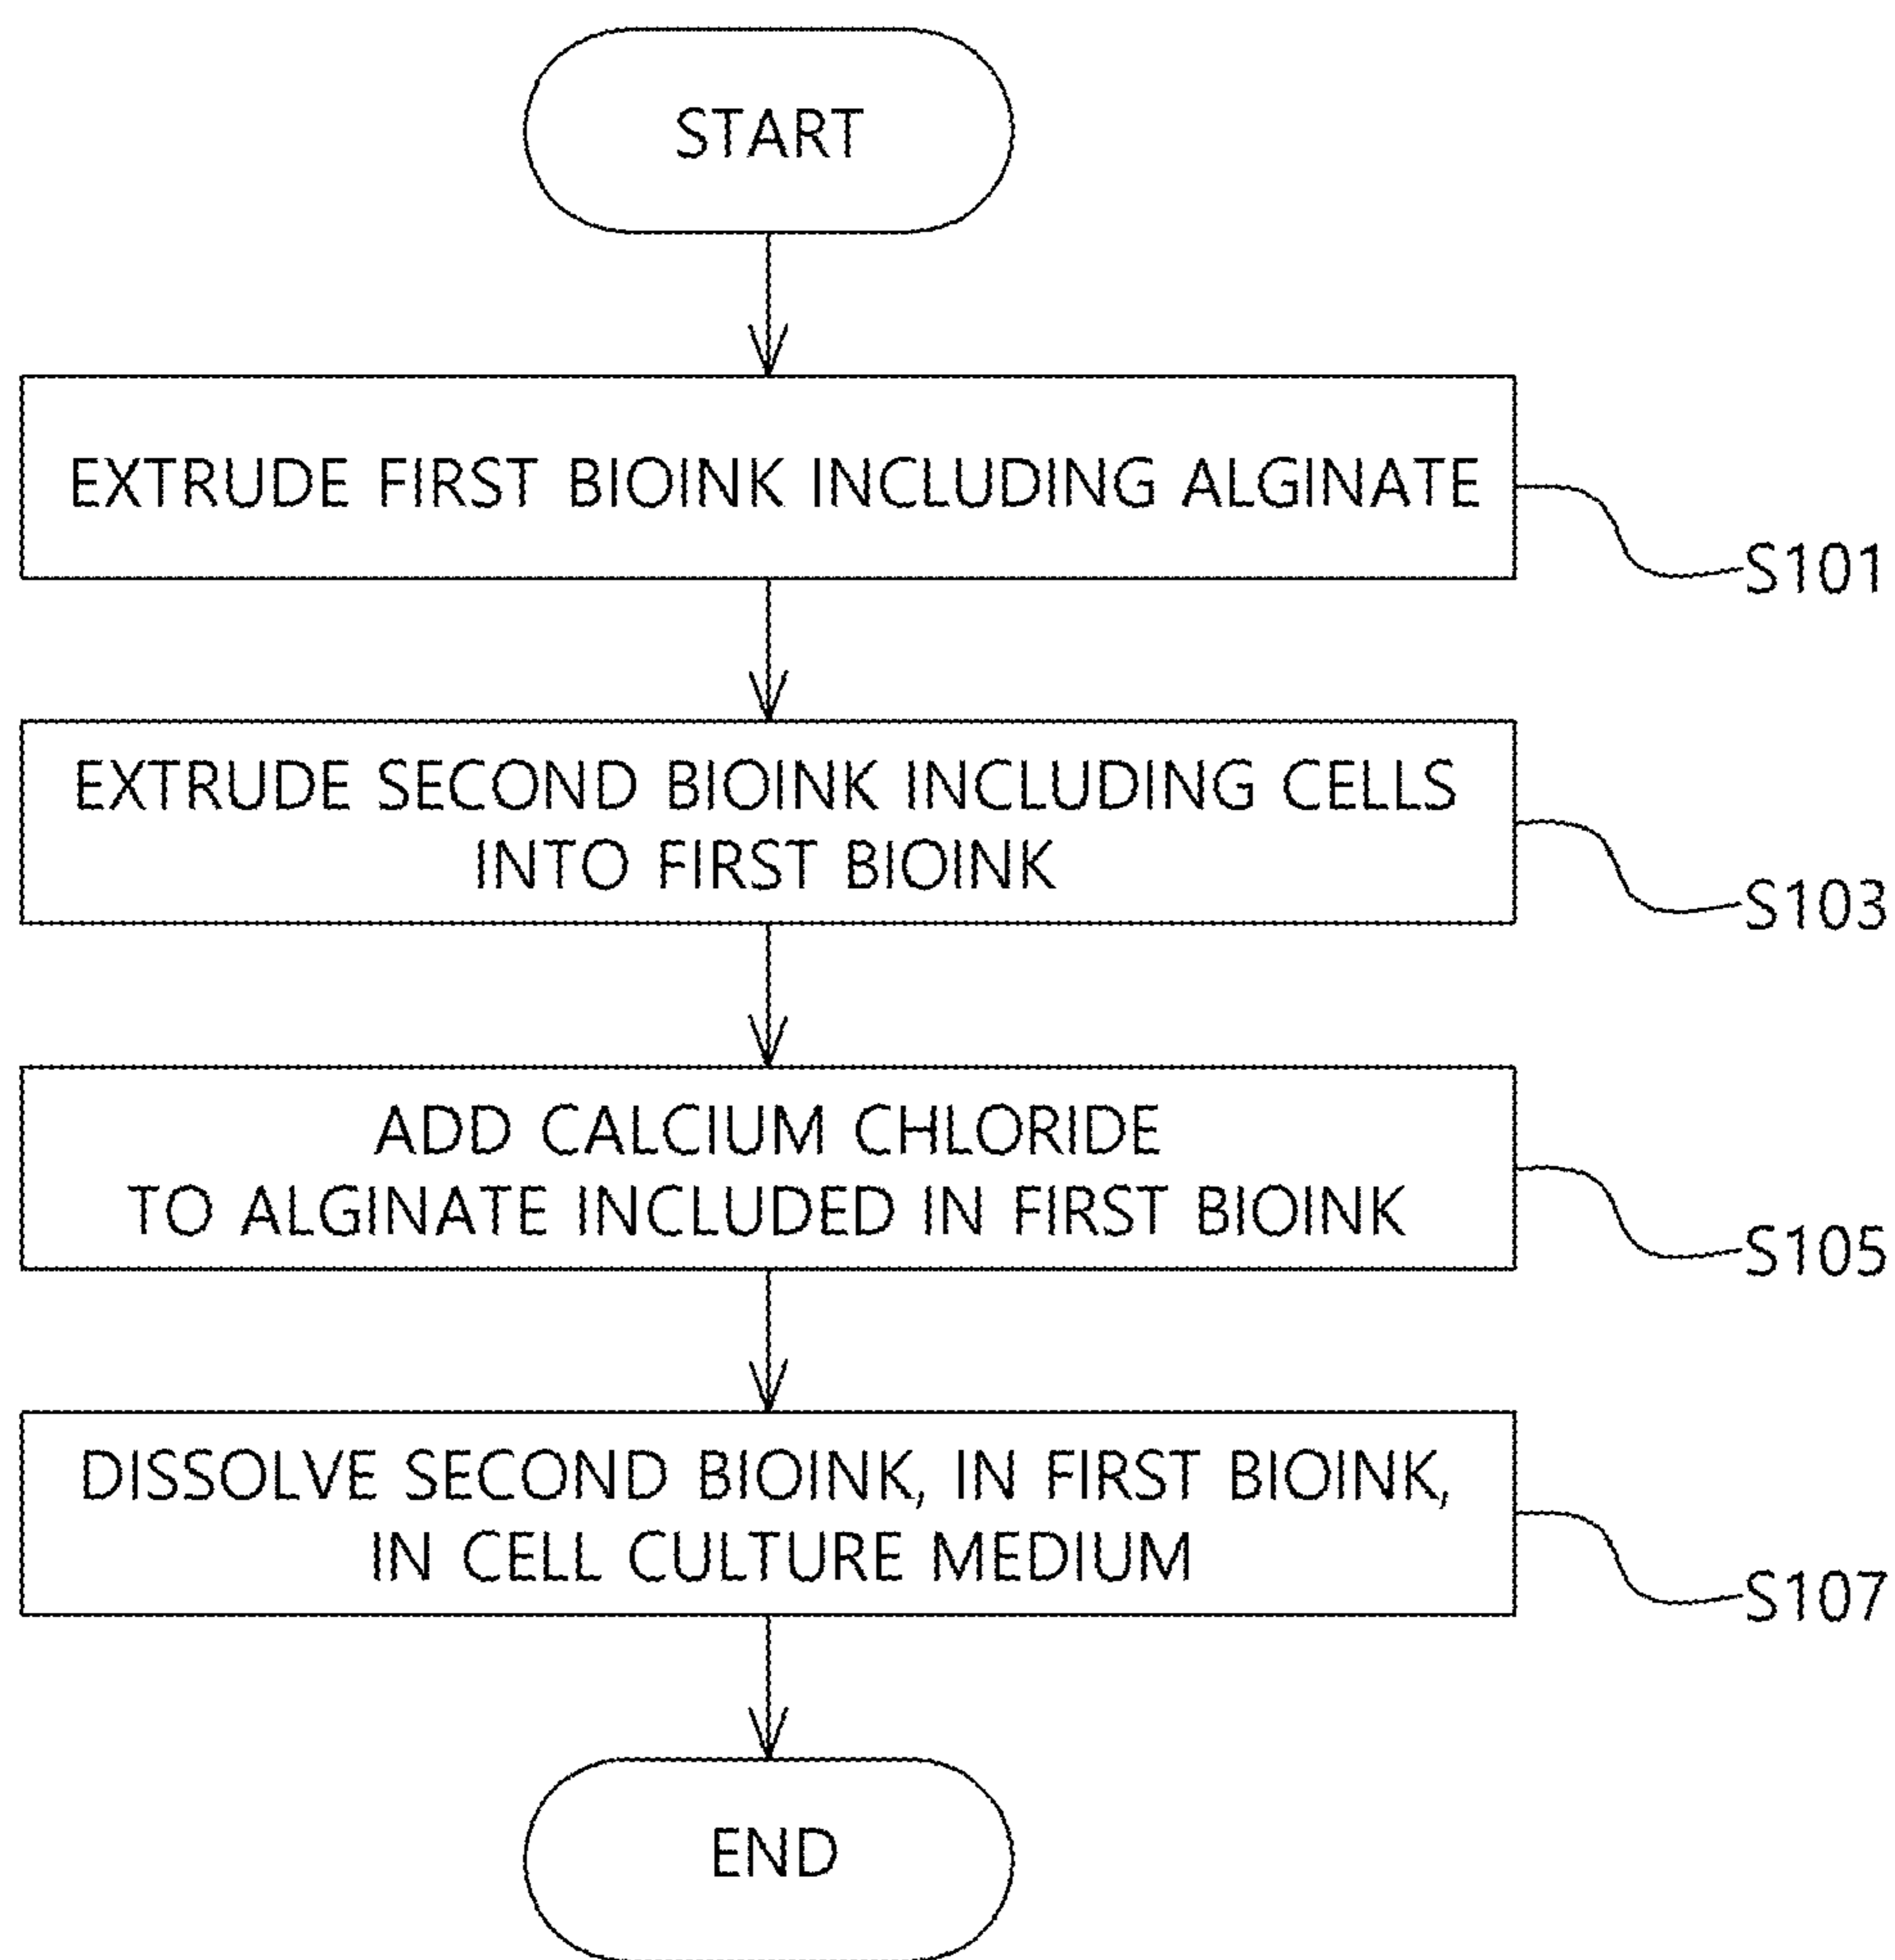 START
EXTRUDE FIRST BIOINK INCLUDING ALGINATE
S101
EXTRUDE SECOND BIOINK INCLUDING CELLS
INTO FIRST BIOINK
S103
ADD CALCIUM CHLORIDE
TO ALGINATE INCLUDED IN FIRST BIOINK
S105
DISSOLVE SECOND BIOINK, IN FIRST BIOINK,
IN CELL CULTURE MEDIUM
S107
END